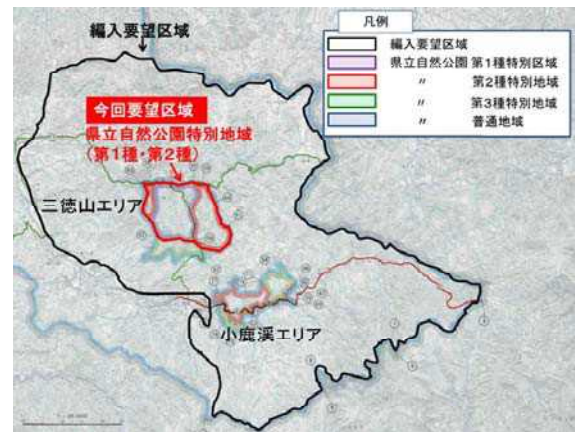 編入要望区域
今回要望区域
県立自然公園特別地域
(第1種・第2種)
三徳山エリア
小鹿渓エリア
凡例
編入要望区域
県立自然公園 第1種特別区域
〃 第2種特別地域
〃 第3種特別地域
〃 普通地域